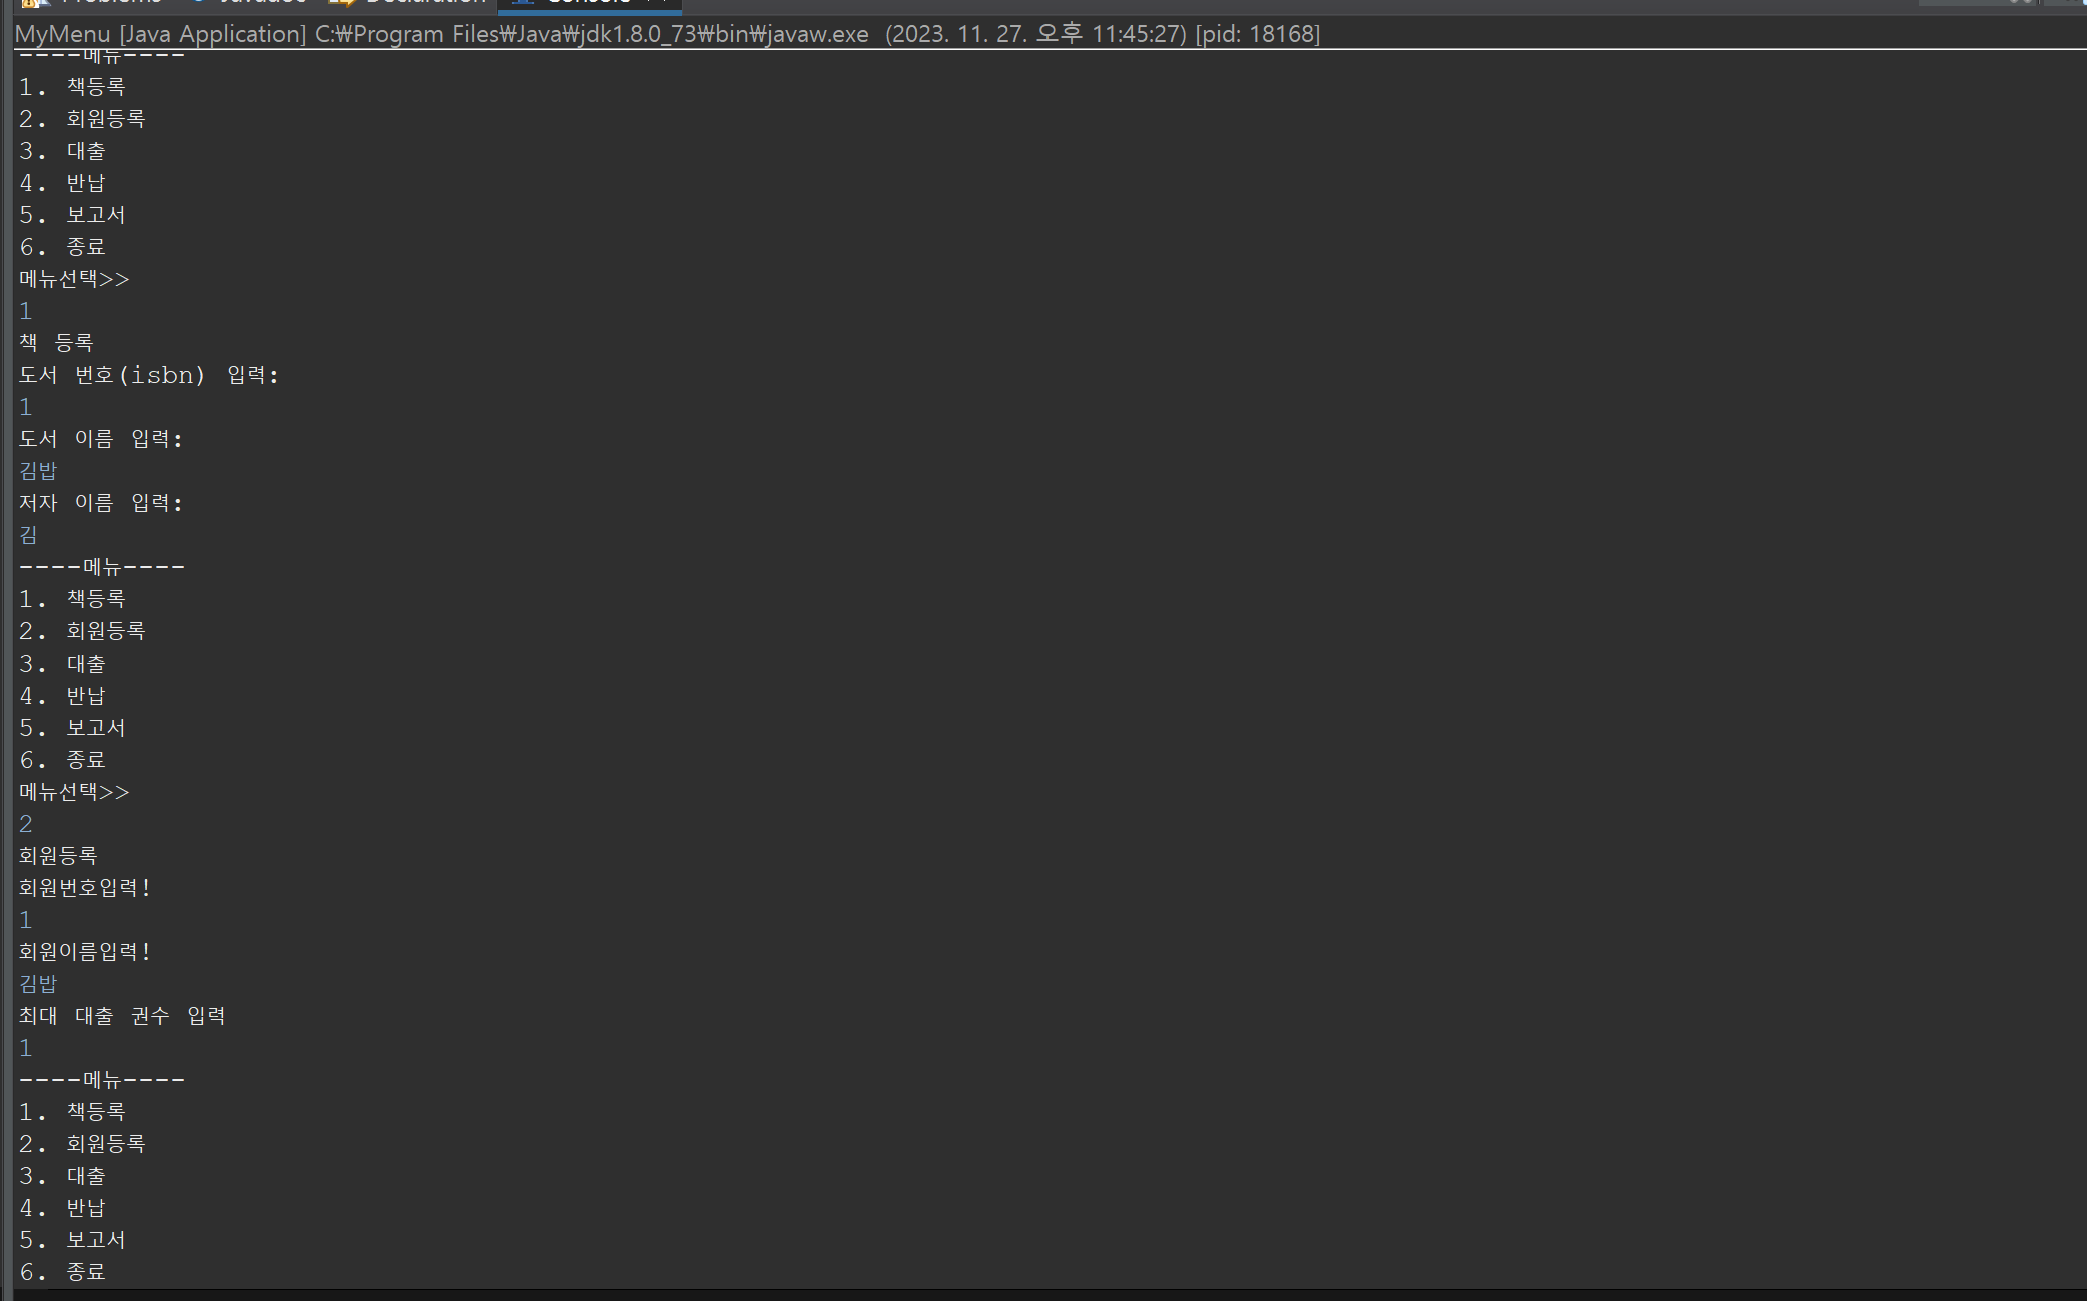 Problems Javadoc Declaration Console
MyMenu [Java Application] C:₩Program Files₩Java₩jdk1.8.0_73₩bin₩javaw.exe (2023. 11. 27. 오후 11:45:27) [pid: 18168]
----메뉴----
1. 책등록
2. 회원등록
3. 대출
4. 반납
5. 보고서
6. 종료
메뉴선택>>
1
책 등록
도서 번호(isbn) 입력:
1
도서 이름 입력:
김밥
저자 이름 입력:
김
----메뉴----
1. 책등록
2. 회원등록
3. 대출
4. 반납
5. 보고서
6. 종료
메뉴선택>>
2
회원등록
회원번호입력!
1
회원이름입력!
김밥
최대 대출 권수 입력
1
----메뉴----
1. 책등록
2. 회원등록
3. 대출
4. 반납
5. 보고서
6. 종료